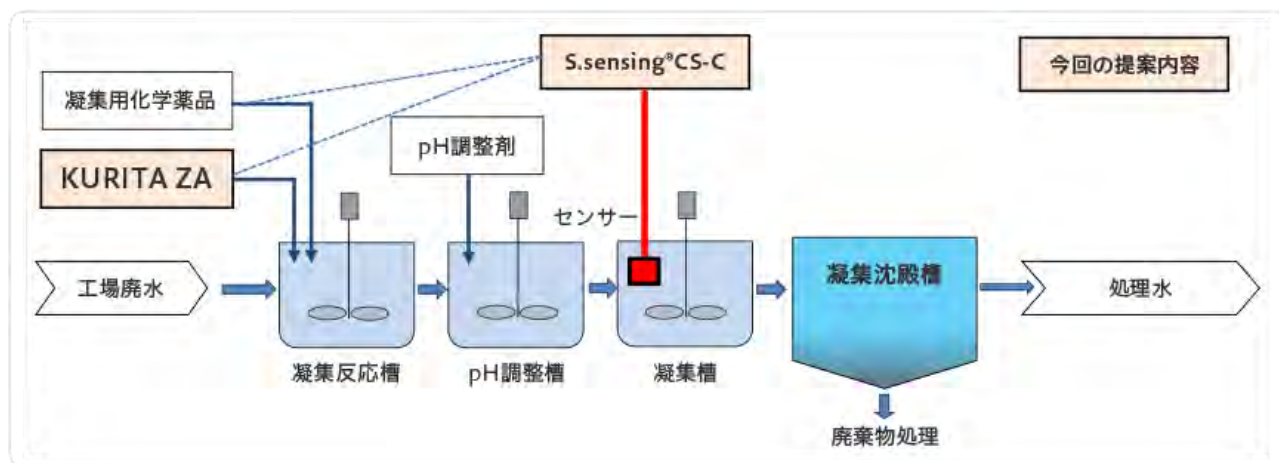 S.sensing®CS-C
今回の提案内容
凝集用化学薬品
pH調整剤
KURITA ZA
センサー
工場廃水
凝集沈殿槽
処理水
凝集反応槽
pH調整槽
凝集槽
廃棄物処理